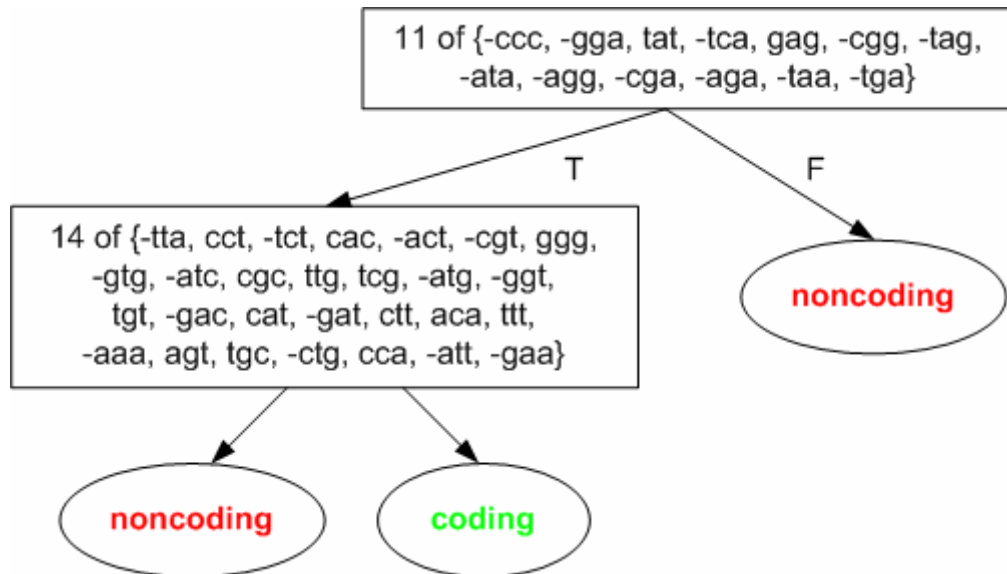 11 of {-ccc, -gga, tat, -tca, gag, -cgg, -tag,
-ata, -agg, -cga, -aga, -taa, -tga}
T
F
14 of {-tta, cct, -tct, cac, -act, -cgt, ggg,
-gtg, -atc, cgc, ttg, tcg, -atg, -ggt,
tgt, -gac, cat, -gat, ctt, aca, ttt,
-aaa, agt, tgc, -ctg, cca, -att, -gaa}
noncoding
noncoding
coding